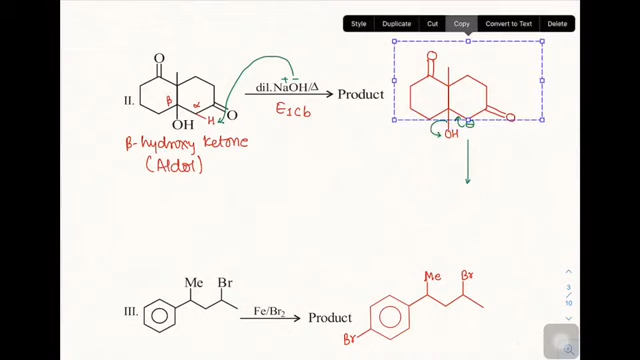 Style Duplicate Cut Copy Convert to Text Delete
O
II.
β
α
O
H
OH
dil.NaOH/Δ
+ −
E1cb
Product
β-hydroxy ketone
(Aldol)
O
O
OH
⊖
III.
Me Br
Fe/Br₂
Product
Me Br
Br
3
/
10